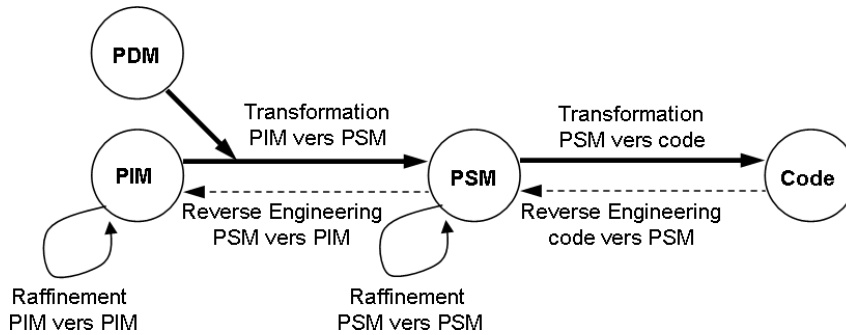 PDM
Transformation
PIM vers PSM
Transformation
PSM vers code
PIM
PSM
Code
Reverse Engineering
PSM vers PIM
Reverse Engineering
code vers PSM
Raffinement
PIM vers PIM
Raffinement
PSM vers PSM